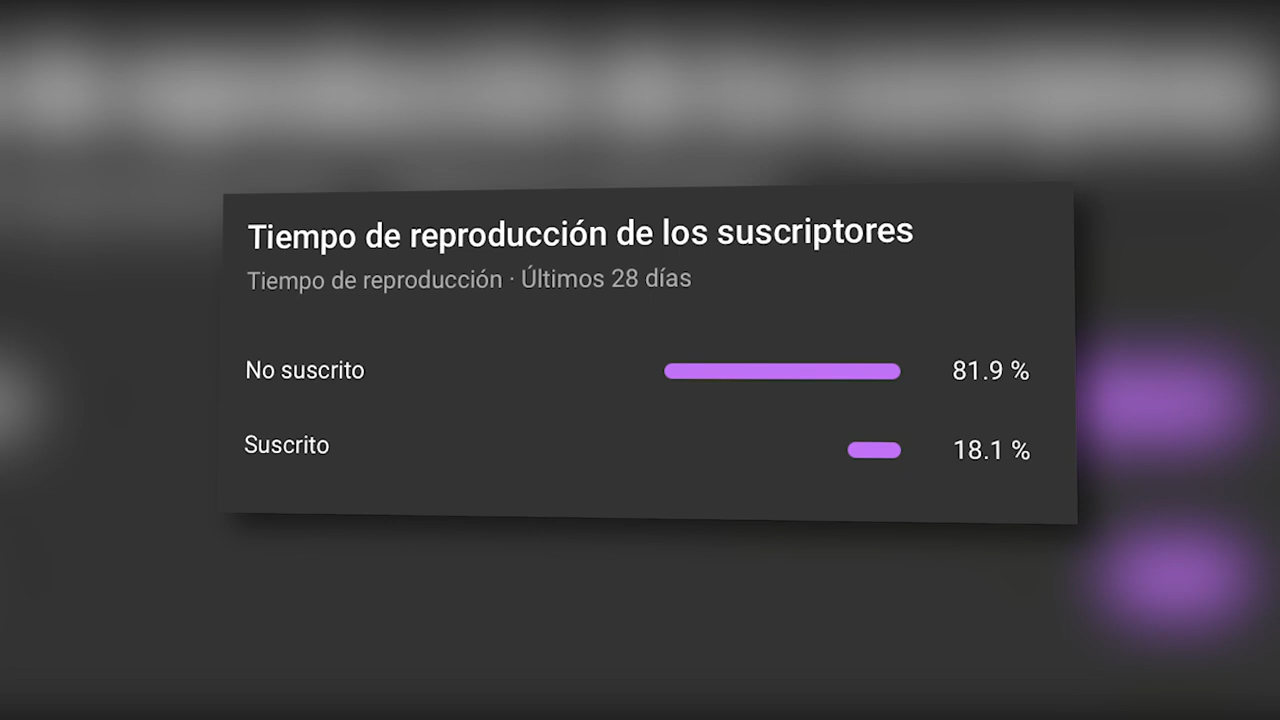 Tiempo de reproducción de los suscriptores
Tiempo de reproducción · Últimos 28 días
No suscrito 81.9 %
Suscrito 18.1 %